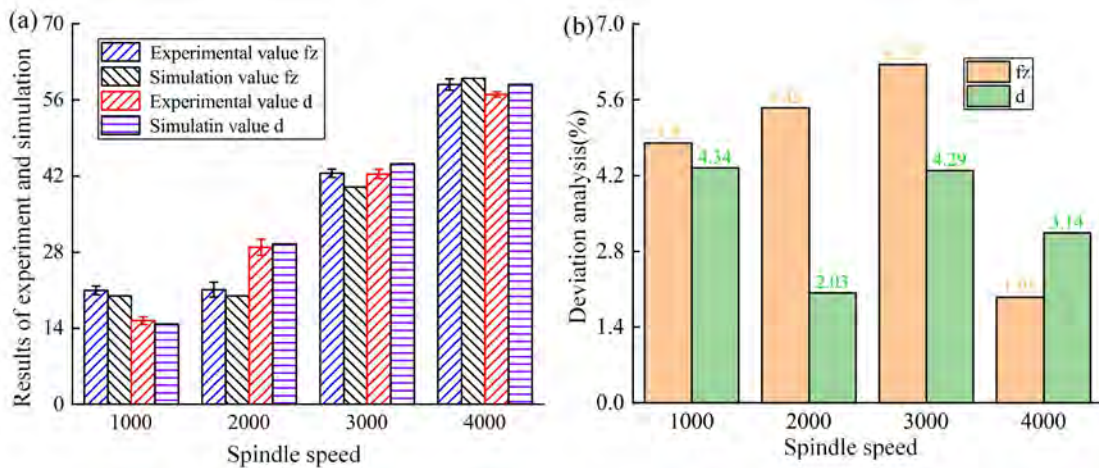 (a)
70
56
42
28
14
0
Results of experiment and simulation
Experimental value fz
Simulation value fz
Experimental value d
Simulatin value d
1000
2000
3000
4000
Spindle speed
(b)
7.0
5.6
4.2
2.8
1.4
0.0
Deviation analysis(%)
fz
d
4.34
2.03
4.29
3.14
1000
2000
3000
4000
Spindle speed